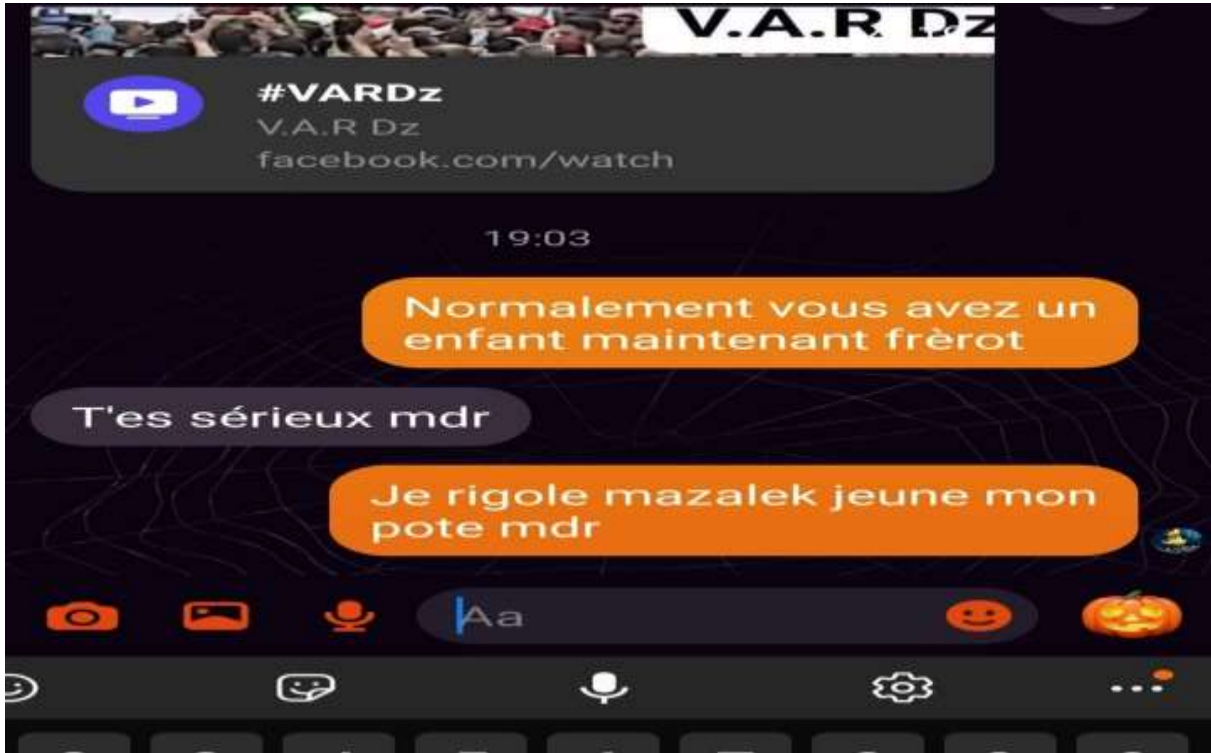 V.A.R Dz
#VARDz
V.A.R Dz
facebook.com/watch
19:03
Normalement vous avez un
enfant maintenant frèrot
T'es sérieux mdr
Je rigole mazalek jeune mon
pote mdr
Aa